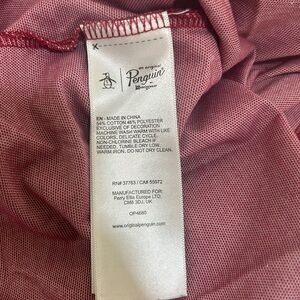 an original
Penguin
by Munsingwear
EN - MADE IN CHINA
54% COTTON 46% POLYESTER
EXCLUSIVE OF DECORATION
MACHINE WASH WARM WITH LIKE
COLORS, DELICATE CYCLE.
NON-CHLORINE BLEACH IF
NEEDED, TUMBLE DRY LOW.
WARM IRON. DO NOT DRY CLEAN.
RN# 37763 / CA# 55972
MANUFACTURED FOR:
Perry Ellis Europe LTD,
CM8 3DJ, UK
OP4680
www.originalpenguin.com